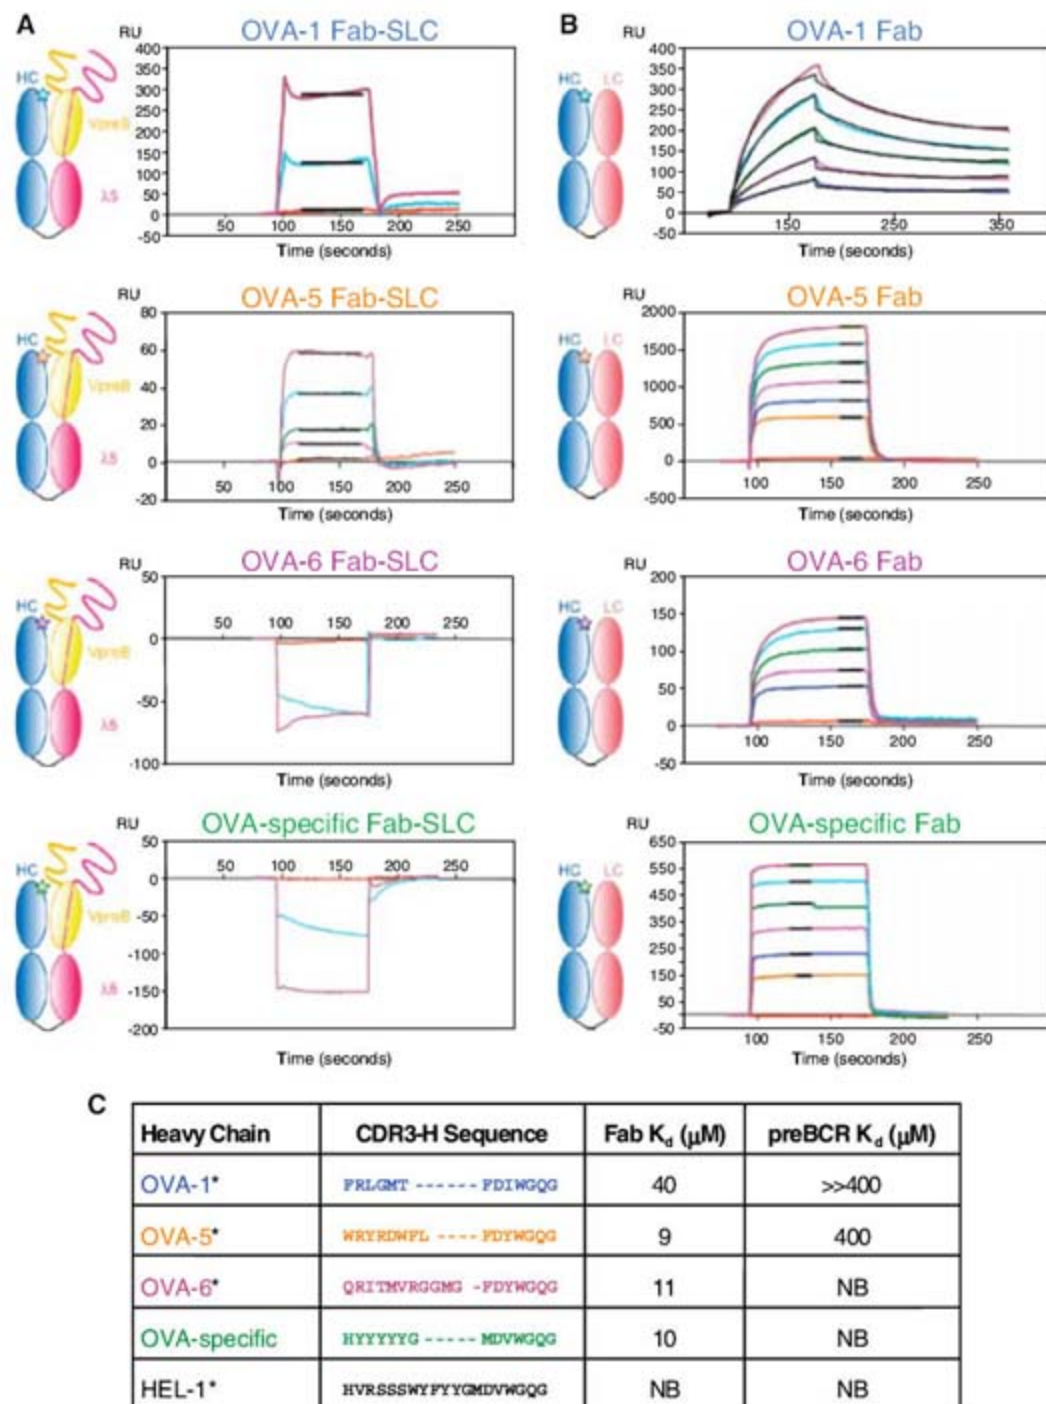 A
B
RU
OVA-1 Fab-SLC
RU
OVA-1 Fab
400
350
300
250
200
150
100
50
0
-50
50 100 150 200 250
Time (seconds)
HC
VpreB
λ5
400
350
300
250
200
150
100
50
0
-50
150 250 350
Time (seconds)
HC LC
RU
OVA-5 Fab-SLC
RU
OVA-5 Fab
80
60
40
20
0
-20
50 100 150 200 250
Time (seconds)
HC
VpreB
λ5
2000
1500
1000
500
0
-500
100 150 200 250
Time (seconds)
HC LC
RU
OVA-6 Fab-SLC
RU
OVA-6 Fab
50
0
-50
-100
50 100 150 200 250
Time (seconds)
HC
VpreB
λ5
200
150
100
50
0
-50
100 150 200 250
Time (seconds)
HC LC
RU
OVA-specific Fab-SLC
RU
OVA-specific Fab
50
0
-50
-100
-150
-200
50 100 150 200 250
Time (seconds)
HC
VpreB
λ5
650
550
450
350
250
150
50
-50
100 150 200 250
Time (seconds)
HC LC
C
Heavy Chain CDR3-H Sequence Fab Kd (µM) preBCR Kd (µM)
OVA-1* FRLGMT ------ FDIWGQG 40 >>400
OVA-5* WRYRDWFL ---- FDYWGQG 9 400
OVA-6* QRITMVRGGMG -FDYWGQG 11 NB
OVA-specific HYYYYYG ----- MDVWGQG 10 NB
HEL-1* HVRSSSWYFYYGMDVWGQG NB NB